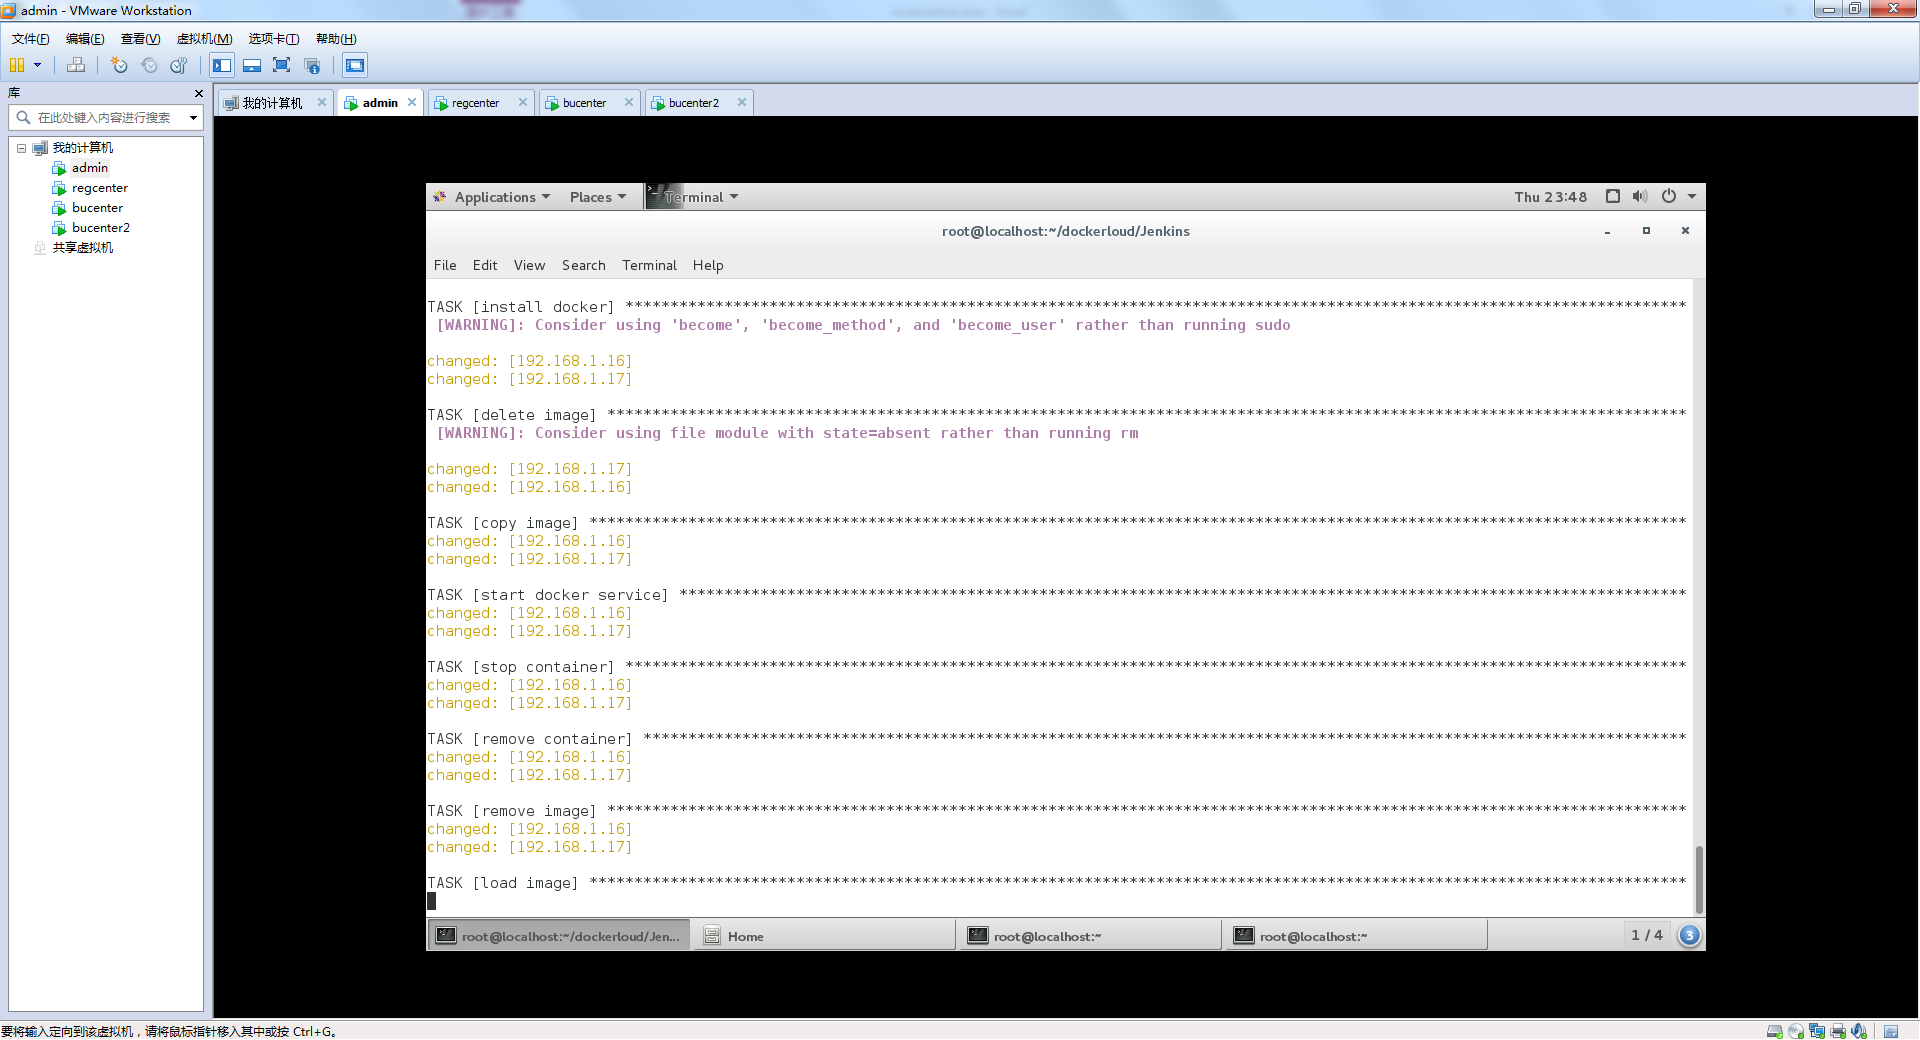 admin - VMware Workstation
文件(F) 编辑(E) 查看(V) 虚拟机(M) 选项卡(T) 帮助(H)
库
在此处键入内容进行搜索
我的计算机
admin
regcenter
bucenter
bucenter2
共享虚拟机
我的计算机 admin regcenter bucenter bucenter2
Applications Places Terminal Thu 23:48
root@localhost:~/dockerloud/Jenkins
File Edit View Search Terminal Help
TASK [install docker] **********************************************************************************************************************
[WARNING]: Consider using 'become', 'become_method', and 'become_user' rather than running sudo
changed: [192.168.1.16]
changed: [192.168.1.17]
TASK [delete image] ************************************************************************************************************************
[WARNING]: Consider using file module with state=absent rather than running rm
changed: [192.168.1.17]
changed: [192.168.1.16]
TASK [copy image] **************************************************************************************************************************
changed: [192.168.1.16]
changed: [192.168.1.17]
TASK [start docker service] ****************************************************************************************************************
changed: [192.168.1.16]
changed: [192.168.1.17]
TASK [stop container] **********************************************************************************************************************
changed: [192.168.1.16]
changed: [192.168.1.17]
TASK [remove container] ********************************************************************************************************************
changed: [192.168.1.16]
changed: [192.168.1.17]
TASK [remove image] ************************************************************************************************************************
changed: [192.168.1.16]
changed: [192.168.1.17]
TASK [load image] **************************************************************************************************************************
root@localhost:~/dockerloud/Jen... Home root@localhost:~ root@localhost:~ 1 / 4 3
要将输入定向到该虚拟机，请将鼠标指针移入其中或按 Ctrl+G。